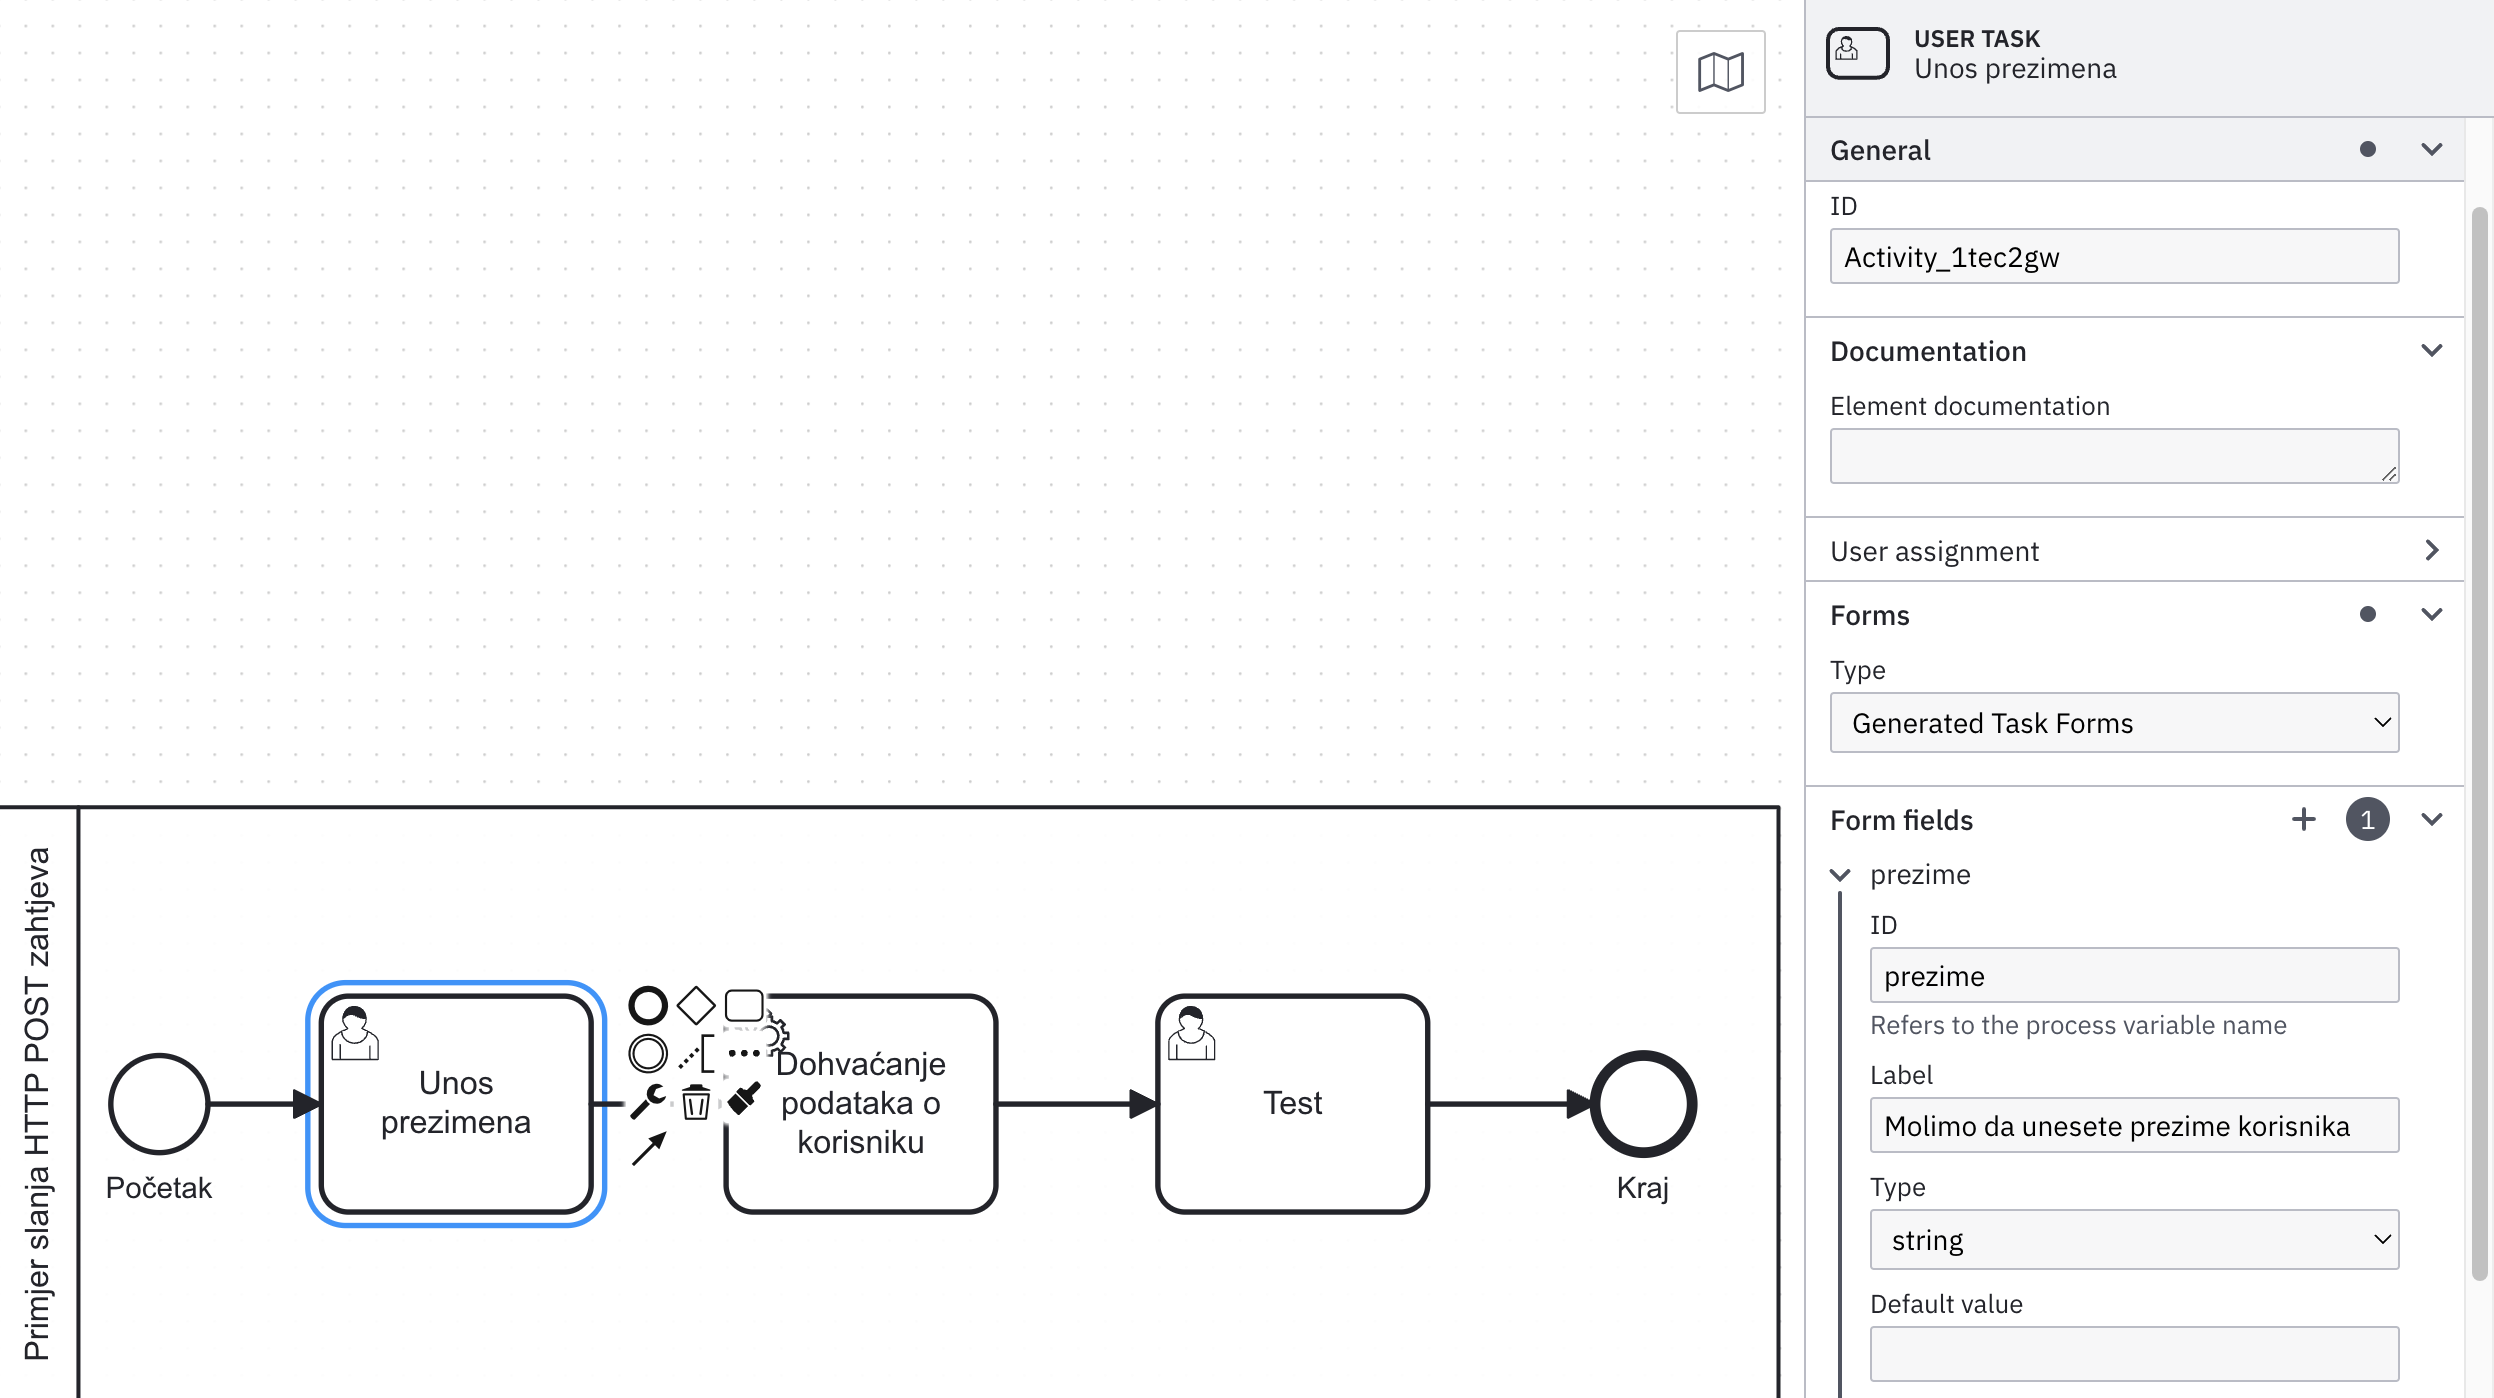 USER TASK
Unos prezimena
General
ID
Activity_1tec2gw
Documentation
Element documentation
User assignment
Forms
Type
Generated Task Forms
Form fields
1
prezime
ID
prezime
Refers to the process variable name
Label
Molimo da unesete prezime korisnika
Type
string
Default value
Primjer slanja HTTP POST zahtjeva
Početak
Unos
prezimena
Dohvaćanje
podataka o
korisniku
Test
Kraj